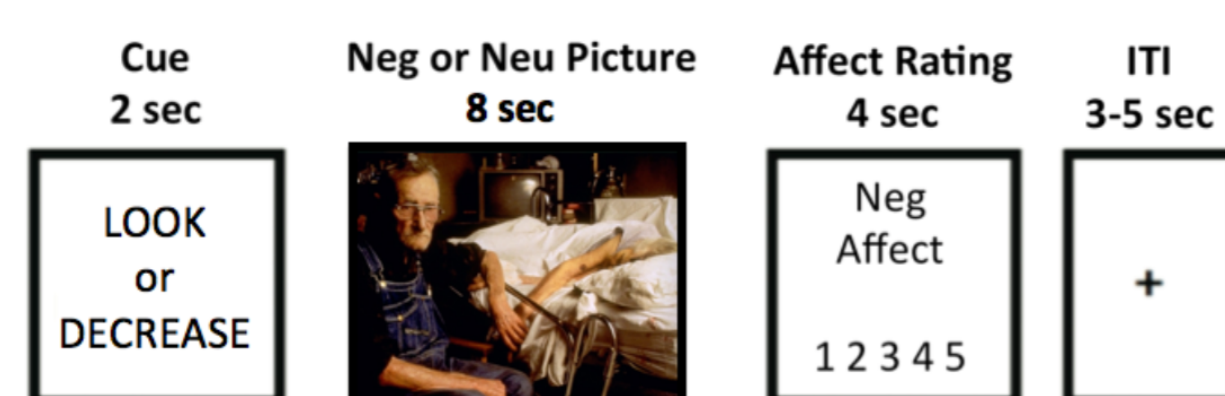 Cue
2 sec
Neg or Neu Picture
8 sec
Affect Rating
4 sec
ITI
3-5 sec
LOOK
or
DECREASE
Neg
Affect
1 2 3 4 5
+